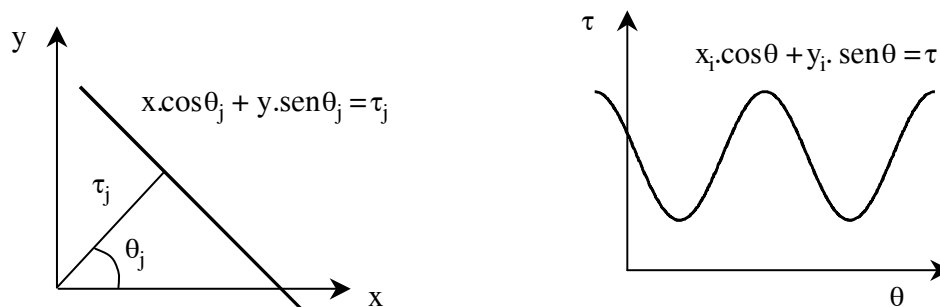 y
x.cosθj + y.senθj = τj
τj
θj
x
τ
xi.cosθ + yi. senθ = τ
θ